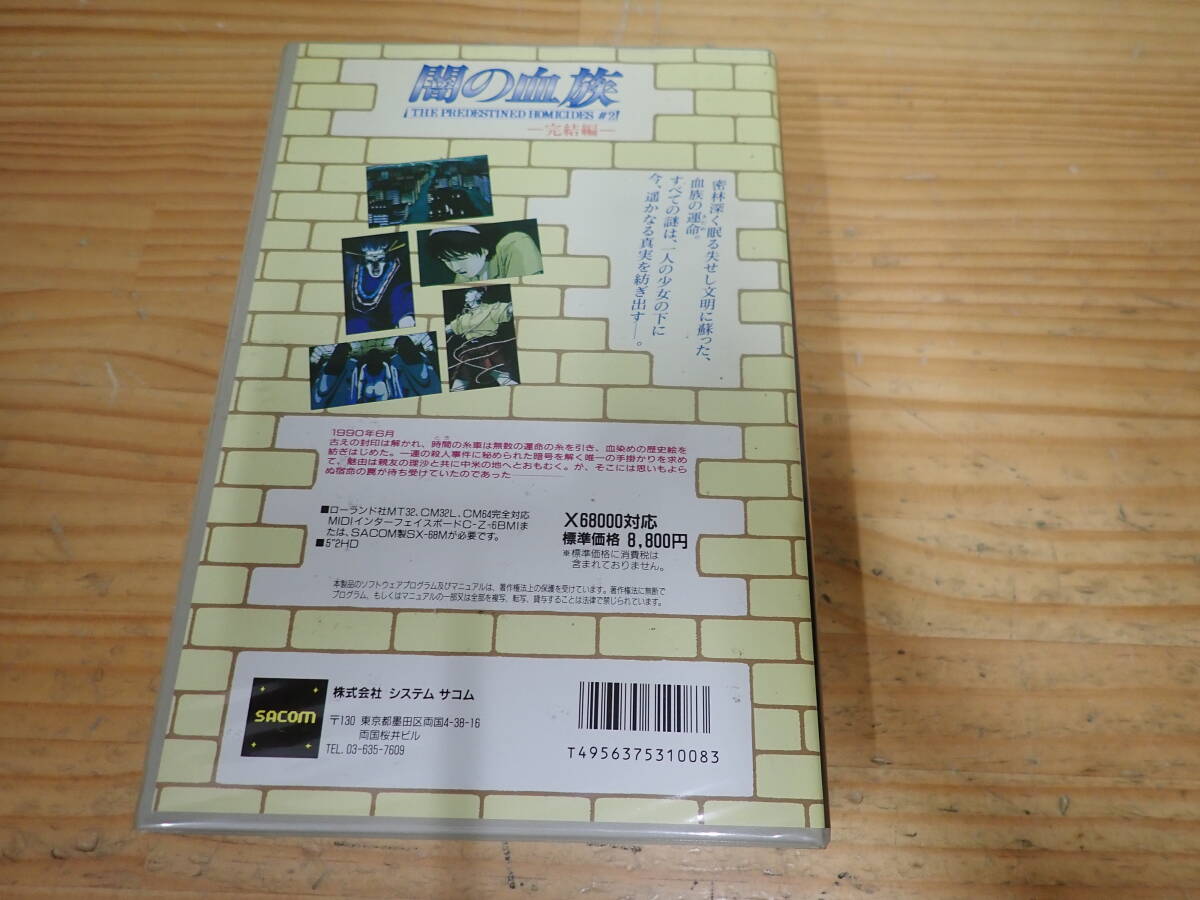 闇の血族
THE PREDESTINED HOMICIDES #2
—完結編—
密林深く眠る失せし文明に蘇った、
血族の運命。
すべての謎は、一人の少女の下に
今、遥かなる真実を紡ぎ出す——。
1990年6月
古えの封印は解かれ、時間の糸車は無数の運命の糸を引き、血染めの歴史絵を
紡ぎはじめた。一連の殺人事件に秘められた暗号を解く唯一の手掛かりを求め
て、魅由は親友の理沙と共に中米の地へとおもむく。が、そこには思いもよら
ぬ宿命の罠が待ち受けていたのであった————
■ローランド社MT32、CM32L、CM64完全対応
MIDIインターフェイスボードC-Z-6BM1ま
たは、SACOM製SX-68Mが必要です。
■5"2HD
X68000対応
標準価格 8,800円
※標準価格に消費税は
含まれておりません。
本製品のソフトウェアプログラム及びマニュアルは、著作権法上の保護を受けています。著作権法に無断で
プログラム、もしくはマニュアルの一部又は全部を複写、転写、貸与することは法律で禁じられています。
SACOM
株式会社 システム サコム
〒130 東京都墨田区両国4-38-16
両国桜井ビル
TEL. 03-635-7609
T4956375310083